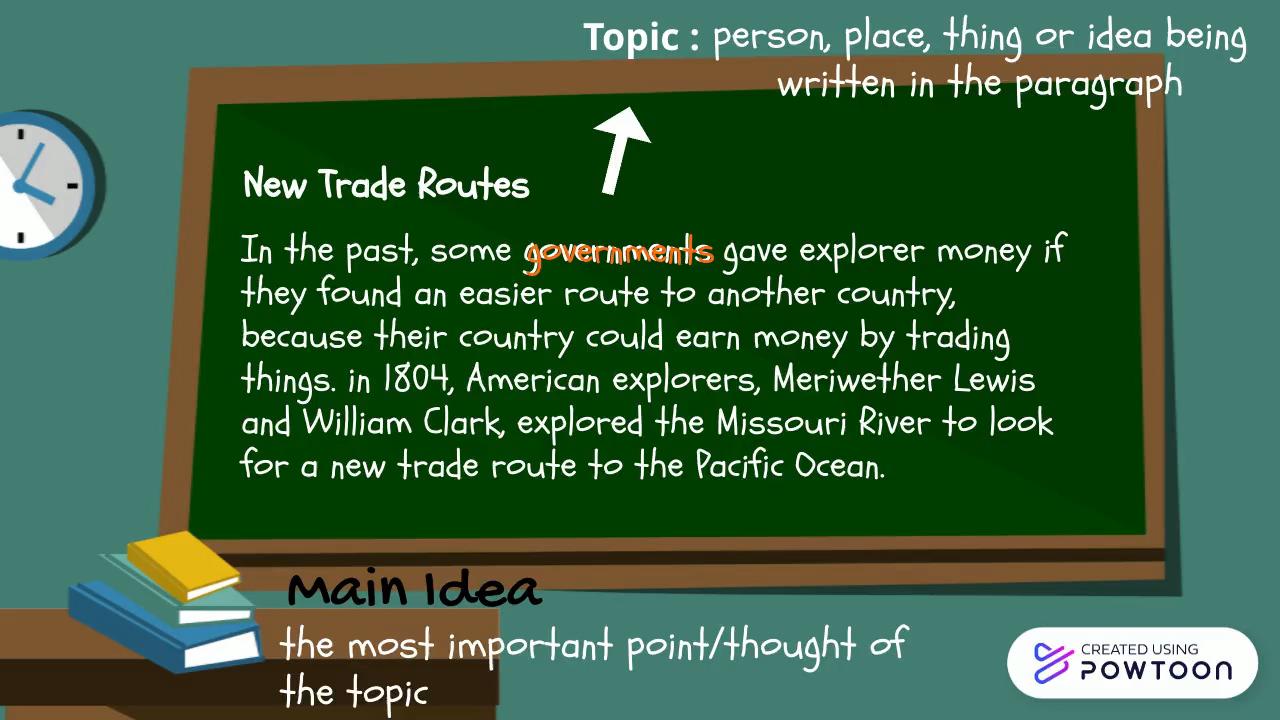 Topic : person, place, thing or idea being
written in the paragraph
New Trade Routes
In the past, some governments gave explorer money if
they found an easier route to another country,
because their country could earn money by trading
things. in 1804, American explorers, Meriwether Lewis
and William Clark, explored the Missouri River to look
for a new trade route to the Pacific Ocean.
Main Idea
the most important point/thought of
the topic
CREATED USING
POWTOON